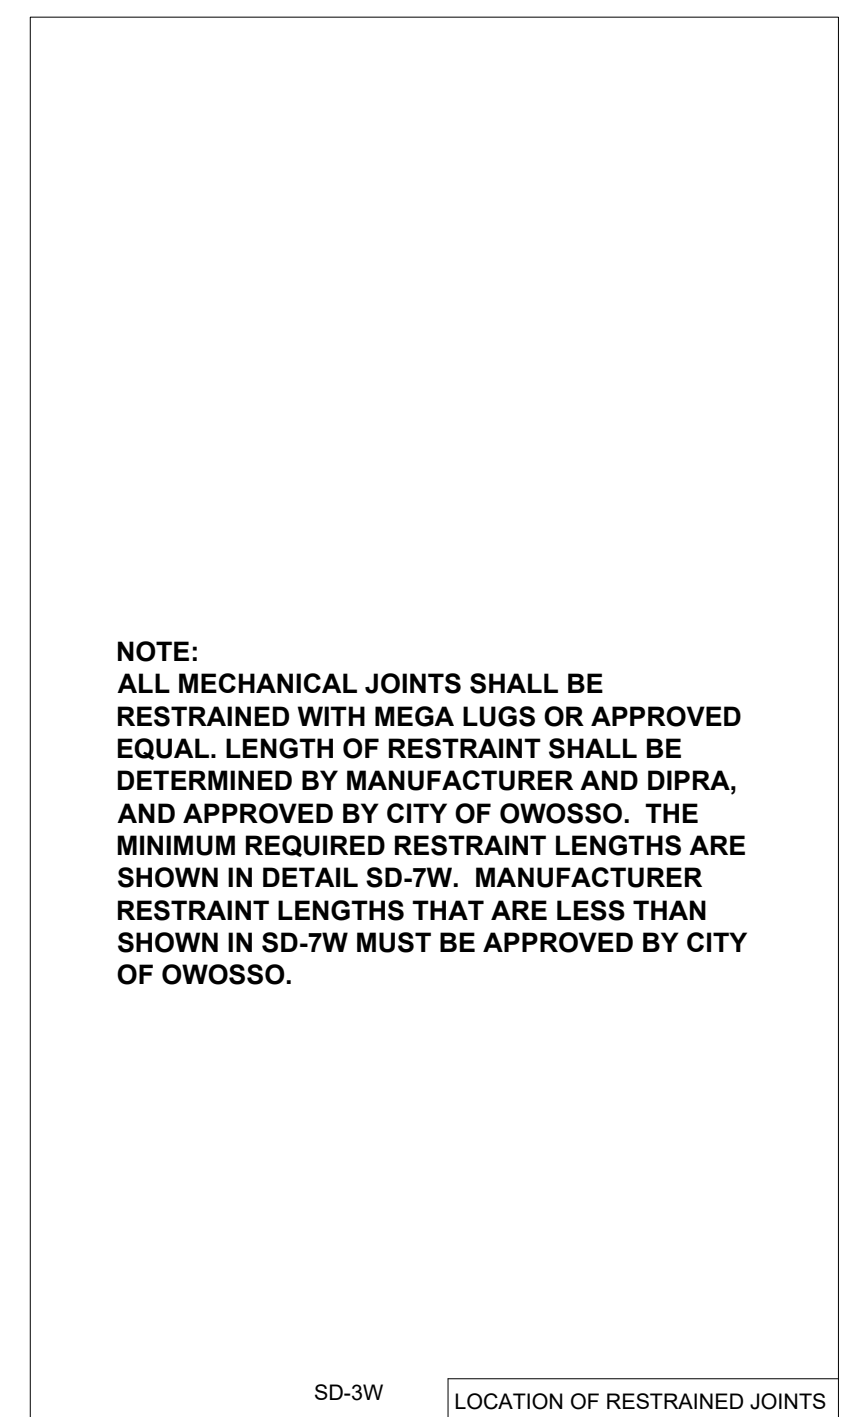 NOTE:
ALL MECHANICAL JOINTS SHALL BE
RESTRAINED WITH MEGA LUGS OR APPROVED
EQUAL. LENGTH OF RESTRAINT SHALL BE
DETERMINED BY MANUFACTURER AND DIPRA,
AND APPROVED BY CITY OF OWOSSO.  THE
MINIMUM REQUIRED RESTRAINT LENGTHS ARE
SHOWN IN DETAIL SD-7W.  MANUFACTURER
RESTRAINT LENGTHS THAT ARE LESS THAN
SHOWN IN SD-7W MUST BE APPROVED BY CITY
OF OWOSSO.
SD-3W
LOCATION OF RESTRAINED JOINTS